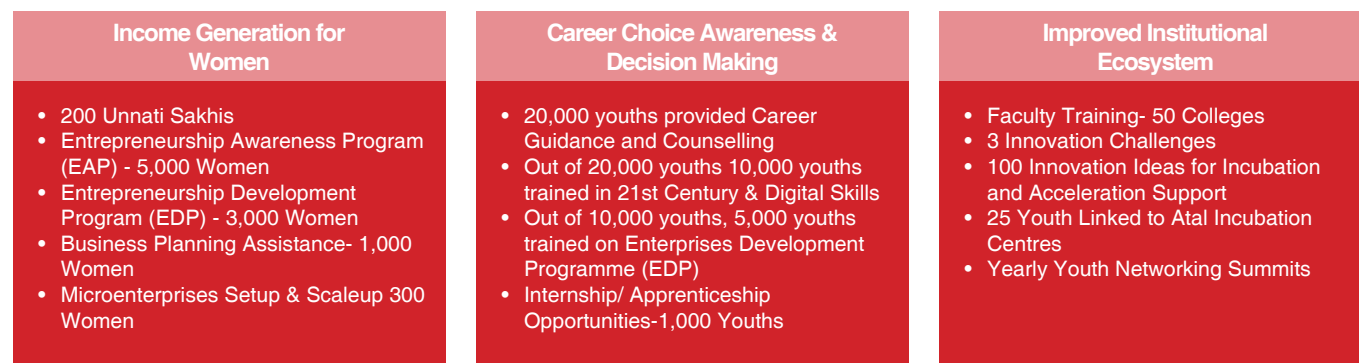 Income Generation for
Women
• 200 Unnati Sakhis
• Entrepreneurship Awareness Program
(EAP) - 5,000 Women
• Entrepreneurship Development
Program (EDP) - 3,000 Women
• Business Planning Assistance- 1,000
Women
• Microenterprises Setup & Scaleup 300
Women
Career Choice Awareness &
Decision Making
• 20,000 youths provided Career
Guidance and Counselling
• Out of 20,000 youths 10,000 youths
trained in 21st Century & Digital Skills
• Out of 10,000 youths, 5,000 youths
trained on Enterprises Development
Programme (EDP)
• Internship/ Apprenticeship
Opportunities-1,000 Youths
Improved Institutional
Ecosystem
• Faculty Training- 50 Colleges
• 3 Innovation Challenges
• 100 Innovation Ideas for Incubation
and Acceleration Support
• 25 Youth Linked to Atal Incubation
Centres
• Yearly Youth Networking Summits